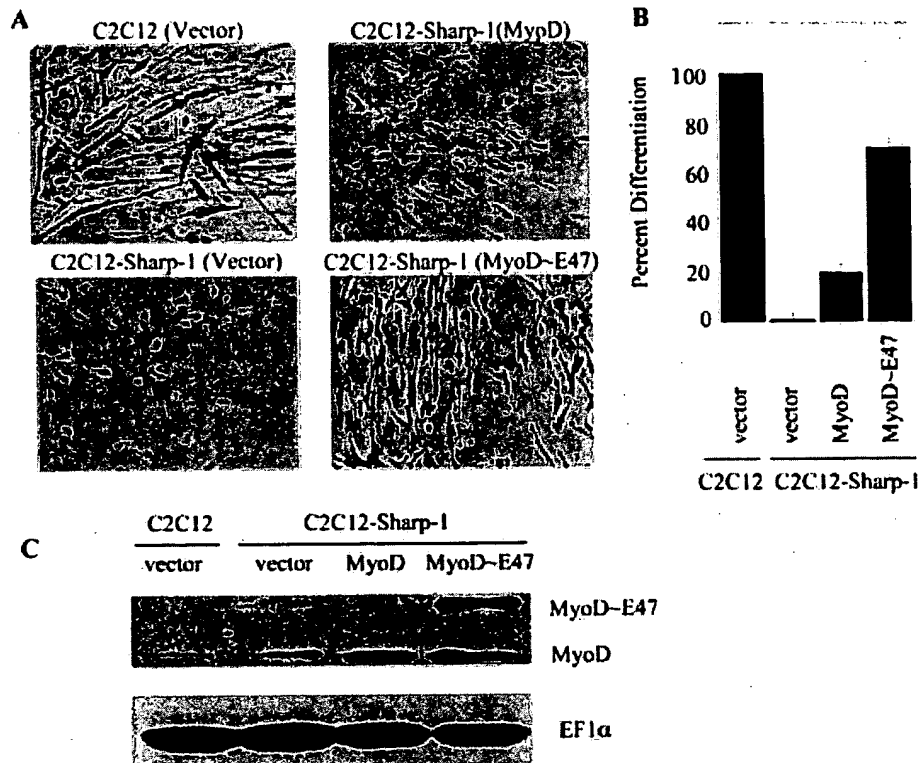 A
C2C12 (Vector)
C2C12-Sharp-1(MyoD)
C2C12-Sharp-1 (Vector)
C2C12-Sharp-1 (MyoD~E47)
B
Percent Differentiation
100
80
60
40
20
0
vector
vector
MyoD
MyoD~E47
C2C12
C2C12-Sharp-1
C
C2C12
C2C12-Sharp-1
vector
vector
MyoD
MyoD~E47
MyoD~E47
MyoD
EF1α